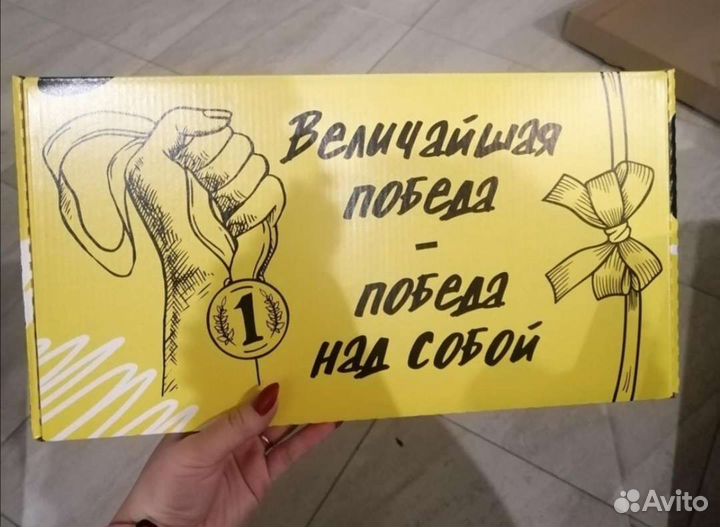 Величайшая
победа
–
победа
над собой
1
Avito